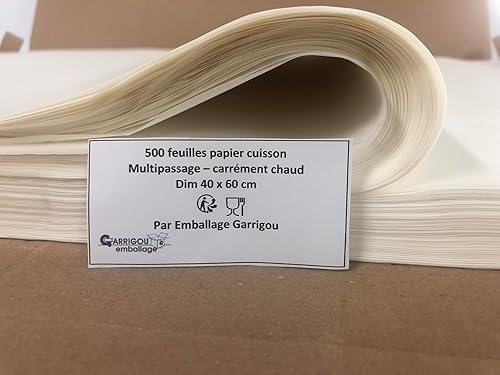 500 feuilles papier cuisson
Multipassage – carrément chaud
Dim 40 x 60 cm
Par Emballage Garrigou
GARRIGOU
emballage